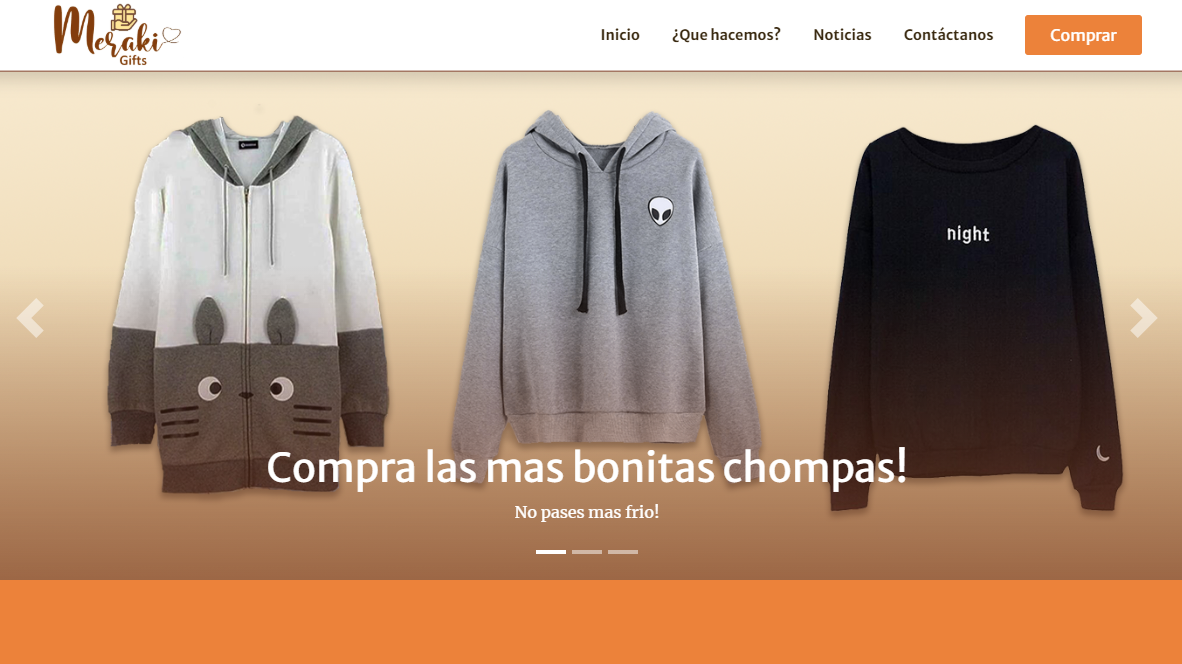 Meraki
Gifts
Inicio
¿Que hacemos?
Noticias
Contáctanos
Comprar
night
Compra las mas bonitas chompas!
No pases mas frio!